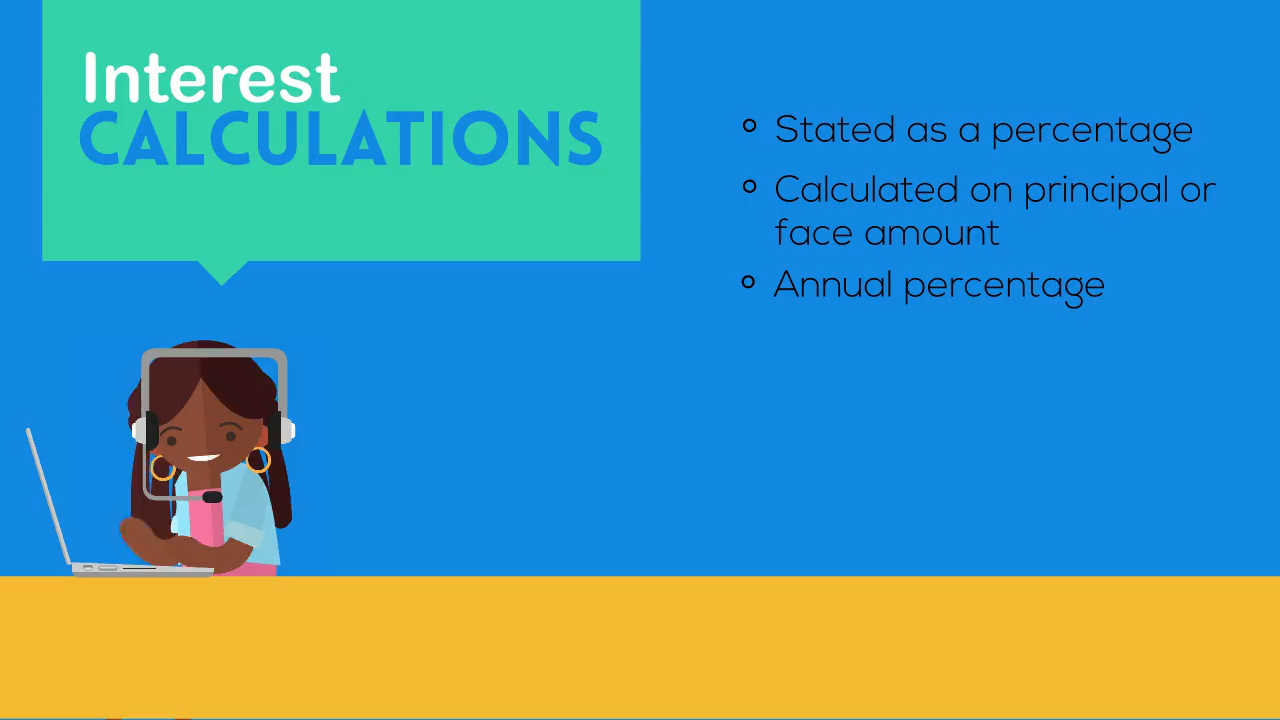 Interest
CALCULATIONS
Stated as a percentage
Calculated on principal or
face amount
Annual percentage